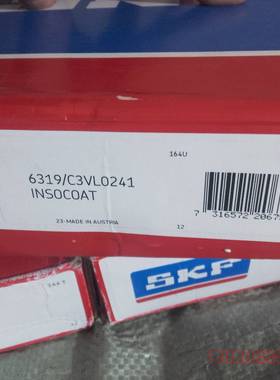 164U
6319/C3VL0241
INSOCOAT
7 316572 2067
23-MADE IN AUSTRIA
12
SKF